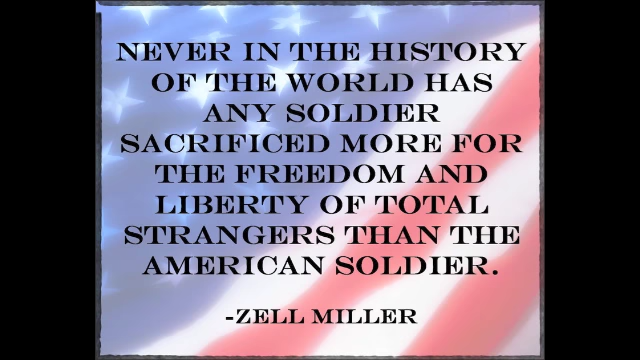 NEVER IN THE HISTORY
OF THE WORLD HAS
ANY SOLDIER
SACRIFICED MORE FOR
THE FREEDOM AND
LIBERTY OF TOTAL
STRANGERS THAN THE
AMERICAN SOLDIER.
-ZELL MILLER